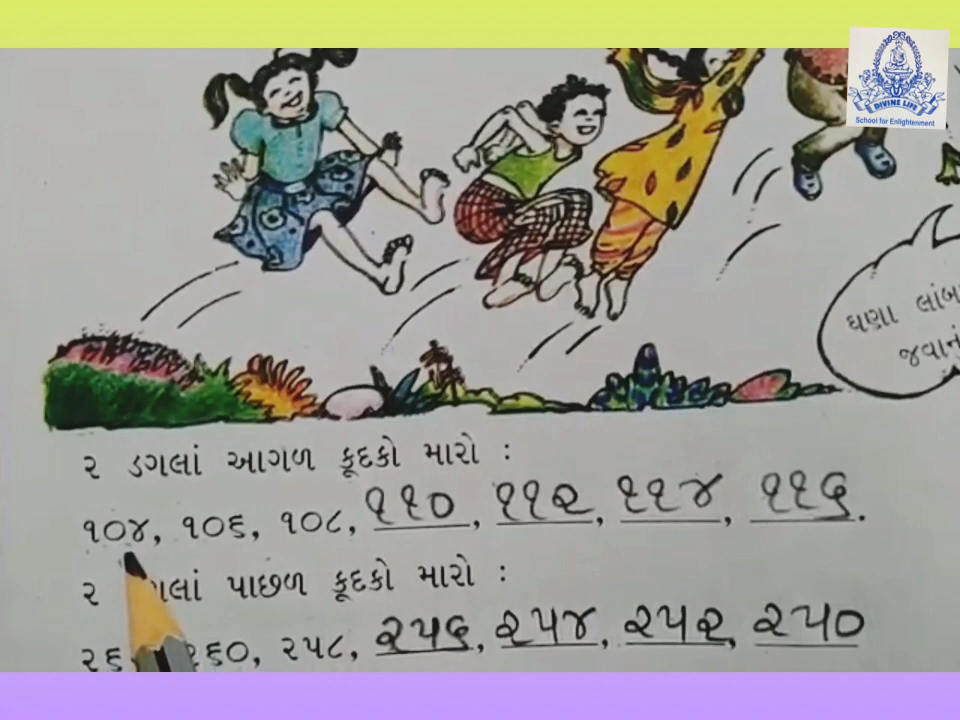 DIVINE LIFE
School for Enlightenment
ઘણા
જવાનું
૨ ડગલાં આગળ કૂદકો મારો :
૧૦૪, ૧૦૬, ૧૦૮, ૧૧૦, ૧૧૨, ૧૧૪, ૧૧૬.
૨ પાછળ કૂદકો મારો :
૨૬૦, ૨૫૮, ૨૫૬, ૨૫૪, ૨૫૨, ૨૫૦